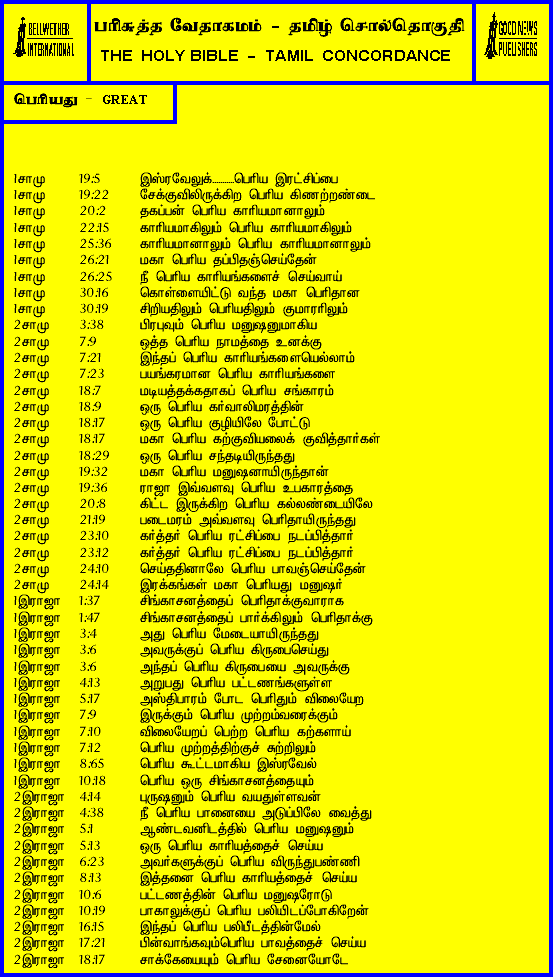 BELLWETHER
INTERNATIONAL
பரிசுத்த வேதாகமம் - தமிழ் சொல்தொகுதி
THE HOLY BIBLE - TAMIL CONCORDANCE
GOOD NEWS
PUBLISHERS
பெரியது - GREAT
1சாமு 19:5 இஸ்ரவேலுக்..........பெரிய இரட்சிப்பை
1சாமு 19:22 சேக்குவிலிருக்கிற பெரிய கிணற்றண்டை
1சாமு 20:2 தகப்பன் பெரிய காரியமானாலும்
1சாமு 22:15 காரியமாகிலும் பெரிய காரியமாகிலும்
1சாமு 25:36 காரியமானாலும் பெரிய காரியமானாலும்
1சாமு 26:21 மகா பெரிய தப்பிதஞ்செய்தேன்
1சாமு 26:25 நீ பெரிய காரியங்களைச் செய்வாய்
1சாமு 30:16 கொள்ளையிட்டு வந்த மகா பெரிதான
1சாமு 30:19 சிறியதிலும் பெரியதிலும் குமாரரிலும்
2சாமு 3:38 பிரபுவும் பெரிய மனுஷனுமாகிய
2சாமு 7:9 ஒத்த பெரிய நாமத்தை உனக்கு
2சாமு 7:21 இந்தப் பெரிய காரியங்களையெல்லாம்
2சாமு 7:23 பயங்கரமான பெரிய காரியங்களை
2சாமு 18:7 மடியத்தக்கதாகப் பெரிய சங்காரம்
2சாமு 18:9 ஒரு பெரிய கர்வாலிமரத்தின்
2சாமு 18:17 ஒரு பெரிய குழியிலே போட்டு
2சாமு 18:17 மகா பெரிய கற்குவியலைக் குவித்தார்கள்
2சாமு 18:29 ஒரு பெரிய சந்தடியிருந்தது
2சாமு 19:32 மகா பெரிய மனுஷனாயிருந்தான்
2சாமு 19:36 ராஜா இவ்வளவு பெரிய உபகாரத்தை
2சாமு 20:8 கிட்ட இருக்கிற பெரிய கல்லண்டையிலே
2சாமு 21:19 படைமரம் அவ்வளவு பெரிதாயிருந்தது
2சாமு 23:10 கர்த்தர் பெரிய ரட்சிப்பை நடப்பித்தார்
2சாமு 23:12 கர்த்தர் பெரிய ரட்சிப்பை நடப்பித்தார்
2சாமு 24:10 செய்ததினாலே பெரிய பாவஞ்செய்தேன்
2சாமு 24:14 இரக்கங்கள் மகா பெரியது மனுஷர்
1இராஜா 1:37 சிங்காசனத்தைப் பெரிதாக்குவாராக
1இராஜா 1:47 சிங்காசனத்தைப் பார்க்கிலும் பெரிதாக்கு
1இராஜா 3:4 அது பெரிய மேடையாயிருந்தது
1இராஜா 3:6 அவருக்குப் பெரிய கிருபைசெய்து
1இராஜா 3:6 அந்தப் பெரிய கிருபையை அவருக்கு
1இராஜா 4:13 அறுபது பெரிய பட்டணங்களுள்ள
1இராஜா 5:17 அஸ்திபாரம் போட பெரிதும் விலையேற
1இராஜா 7:9 இருக்கும் பெரிய முற்றம்வரைக்கும்
1இராஜா 7:10 விலையேறப் பெற்ற பெரிய கற்களாய்
1இராஜா 7:12 பெரிய முற்றத்திற்குச் சுற்றிலும்
1இராஜா 8:65 பெரிய கூட்டமாகிய இஸ்ரவேல்
1இராஜா 10:18 பெரிய ஒரு சிங்காசனத்தையும்
2இராஜா 4:14 புருஷனும் பெரிய வயதுள்ளவன்
2இராஜா 4:38 நீ பெரிய பானையை அடுப்பிலே வைத்து
2இராஜா 5:1 ஆண்டவனிடத்தில் பெரிய மனுஷனும்
2இராஜா 5:13 ஒரு பெரிய காரியத்தைச் செய்ய
2இராஜா 6:23 அவர்களுக்குப் பெரிய விருந்துபண்ணி
2இராஜா 8:13 இத்தனை பெரிய காரியத்தைச் செய்ய
2இராஜா 10:6 பட்டணத்தின் பெரிய மனுஷரோடு
2இராஜா 10:19 பாகாலுக்குப் பெரிய பலியிடப்போகிறேன்
2இராஜா 16:15 இந்தப் பெரிய பலிபீடத்தின்மேல்
2இராஜா 17:21 பின்வாங்கவும்பெரிய பாவத்தைச் செய்ய
2இராஜா 18:17 சாக்கேயையும் பெரிய சேனையோடே